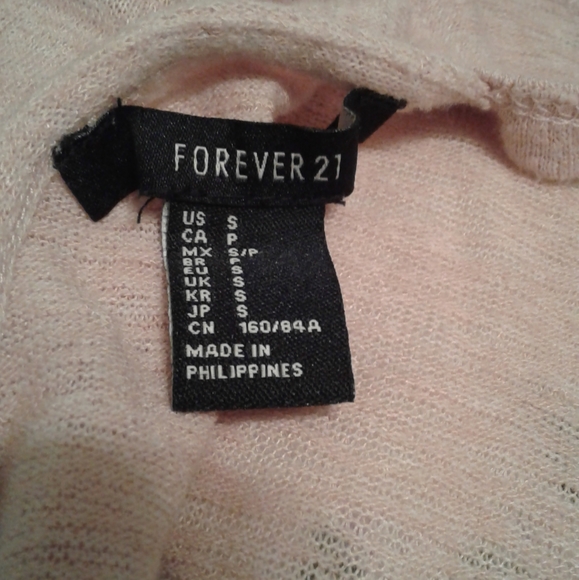 FOREVER 21
US S
CA P
MX S/P
BR P
EU S
UK S
KR S
JP S
CN 160/84A
MADE IN
PHILIPPINES